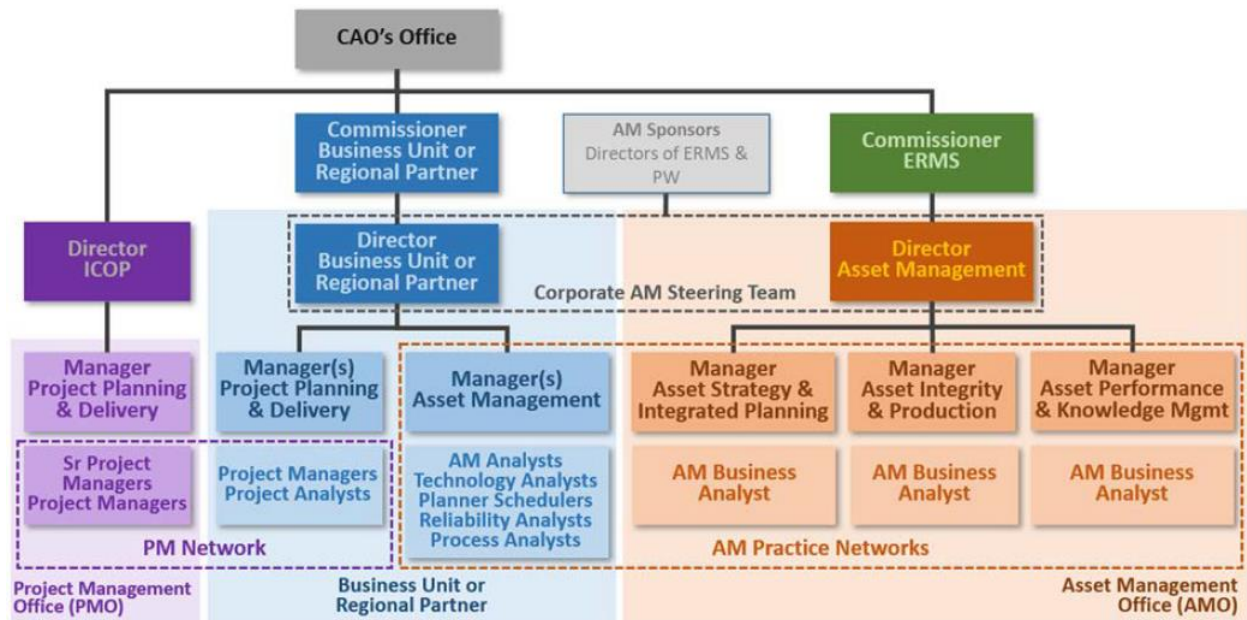 CAO's Office
Commissioner
Business Unit or
Regional Partner
AM Sponsors
Directors of ERMS &
PW
Commissioner
ERMS
Director
ICOP
Director
Business Unit or
Regional Partner
Director
Asset Management
Corporate AM Steering Team
Manager
Project Planning
& Delivery
Manager(s)
Project Planning
& Delivery
Manager(s)
Asset Management
Manager
Asset Strategy &
Integrated Planning
Manager
Asset Integrity
& Production
Manager
Asset Performance
& Knowledge Mgmt
Sr Project
Managers
Project Managers
Project Managers
Project Analysts
AM Analysts
Technology Analysts
Planner Schedulers
Reliability Analysts
Process Analysts
AM Business
Analyst
AM Business
Analyst
AM Business
Analyst
PM Network
AM Practice Networks
Project Management
Office (PMO)
Business Unit or
Regional Partner
Asset Management
Office (AMO)